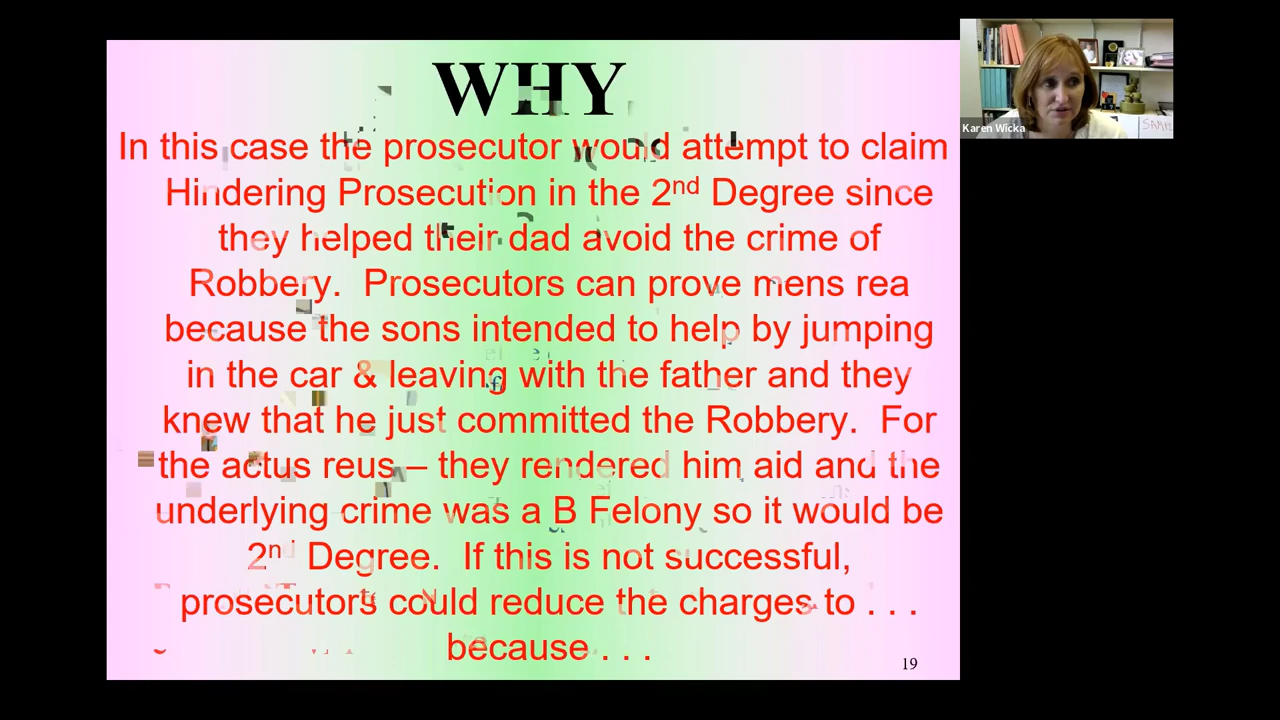 WHY
In this case the prosecutor would attempt to claim
Hindering Prosecution in the 2nd Degree since
they helped their dad avoid the crime of
Robbery.  Prosecutors can prove mens rea
because the sons intended to help by jumping
in the car & leaving with the father and they
knew that he just committed the Robbery.  For
the actus reus – they rendered him aid and the
underlying crime was a B Felony so it would be
2nd Degree.  If this is not successful,
prosecutors could reduce the charges to . . .
because . . .
19
Karen Wicka